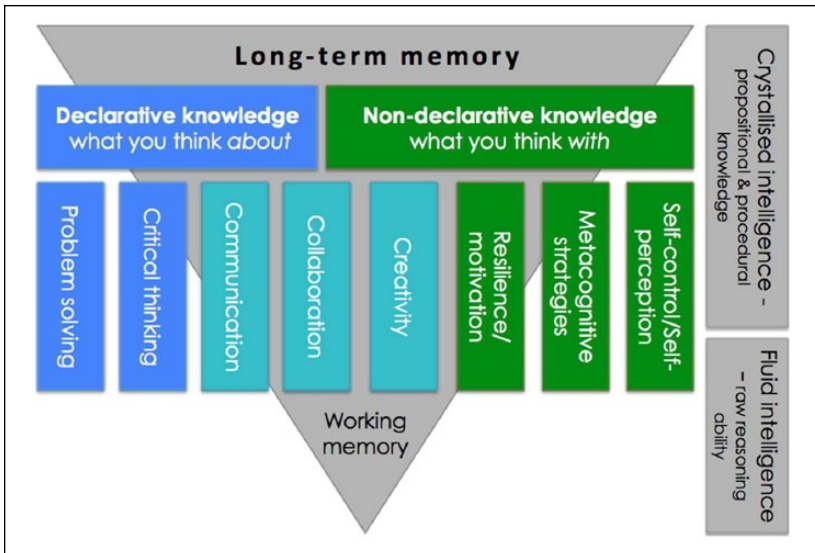 Long-term memory
Declarative knowledge
what you think about
Non-declarative knowledge
what you think with
Problem solving
Critical thinking
Communication
Collaboration
Creativity
Resilience/
motivation
Metacognitive
strategies
Self-control/Self-
perception
Working
memory
Crystallised intelligence -
propositional & procedural
knowledge
Fluid intelligence
– raw reasoning
ability